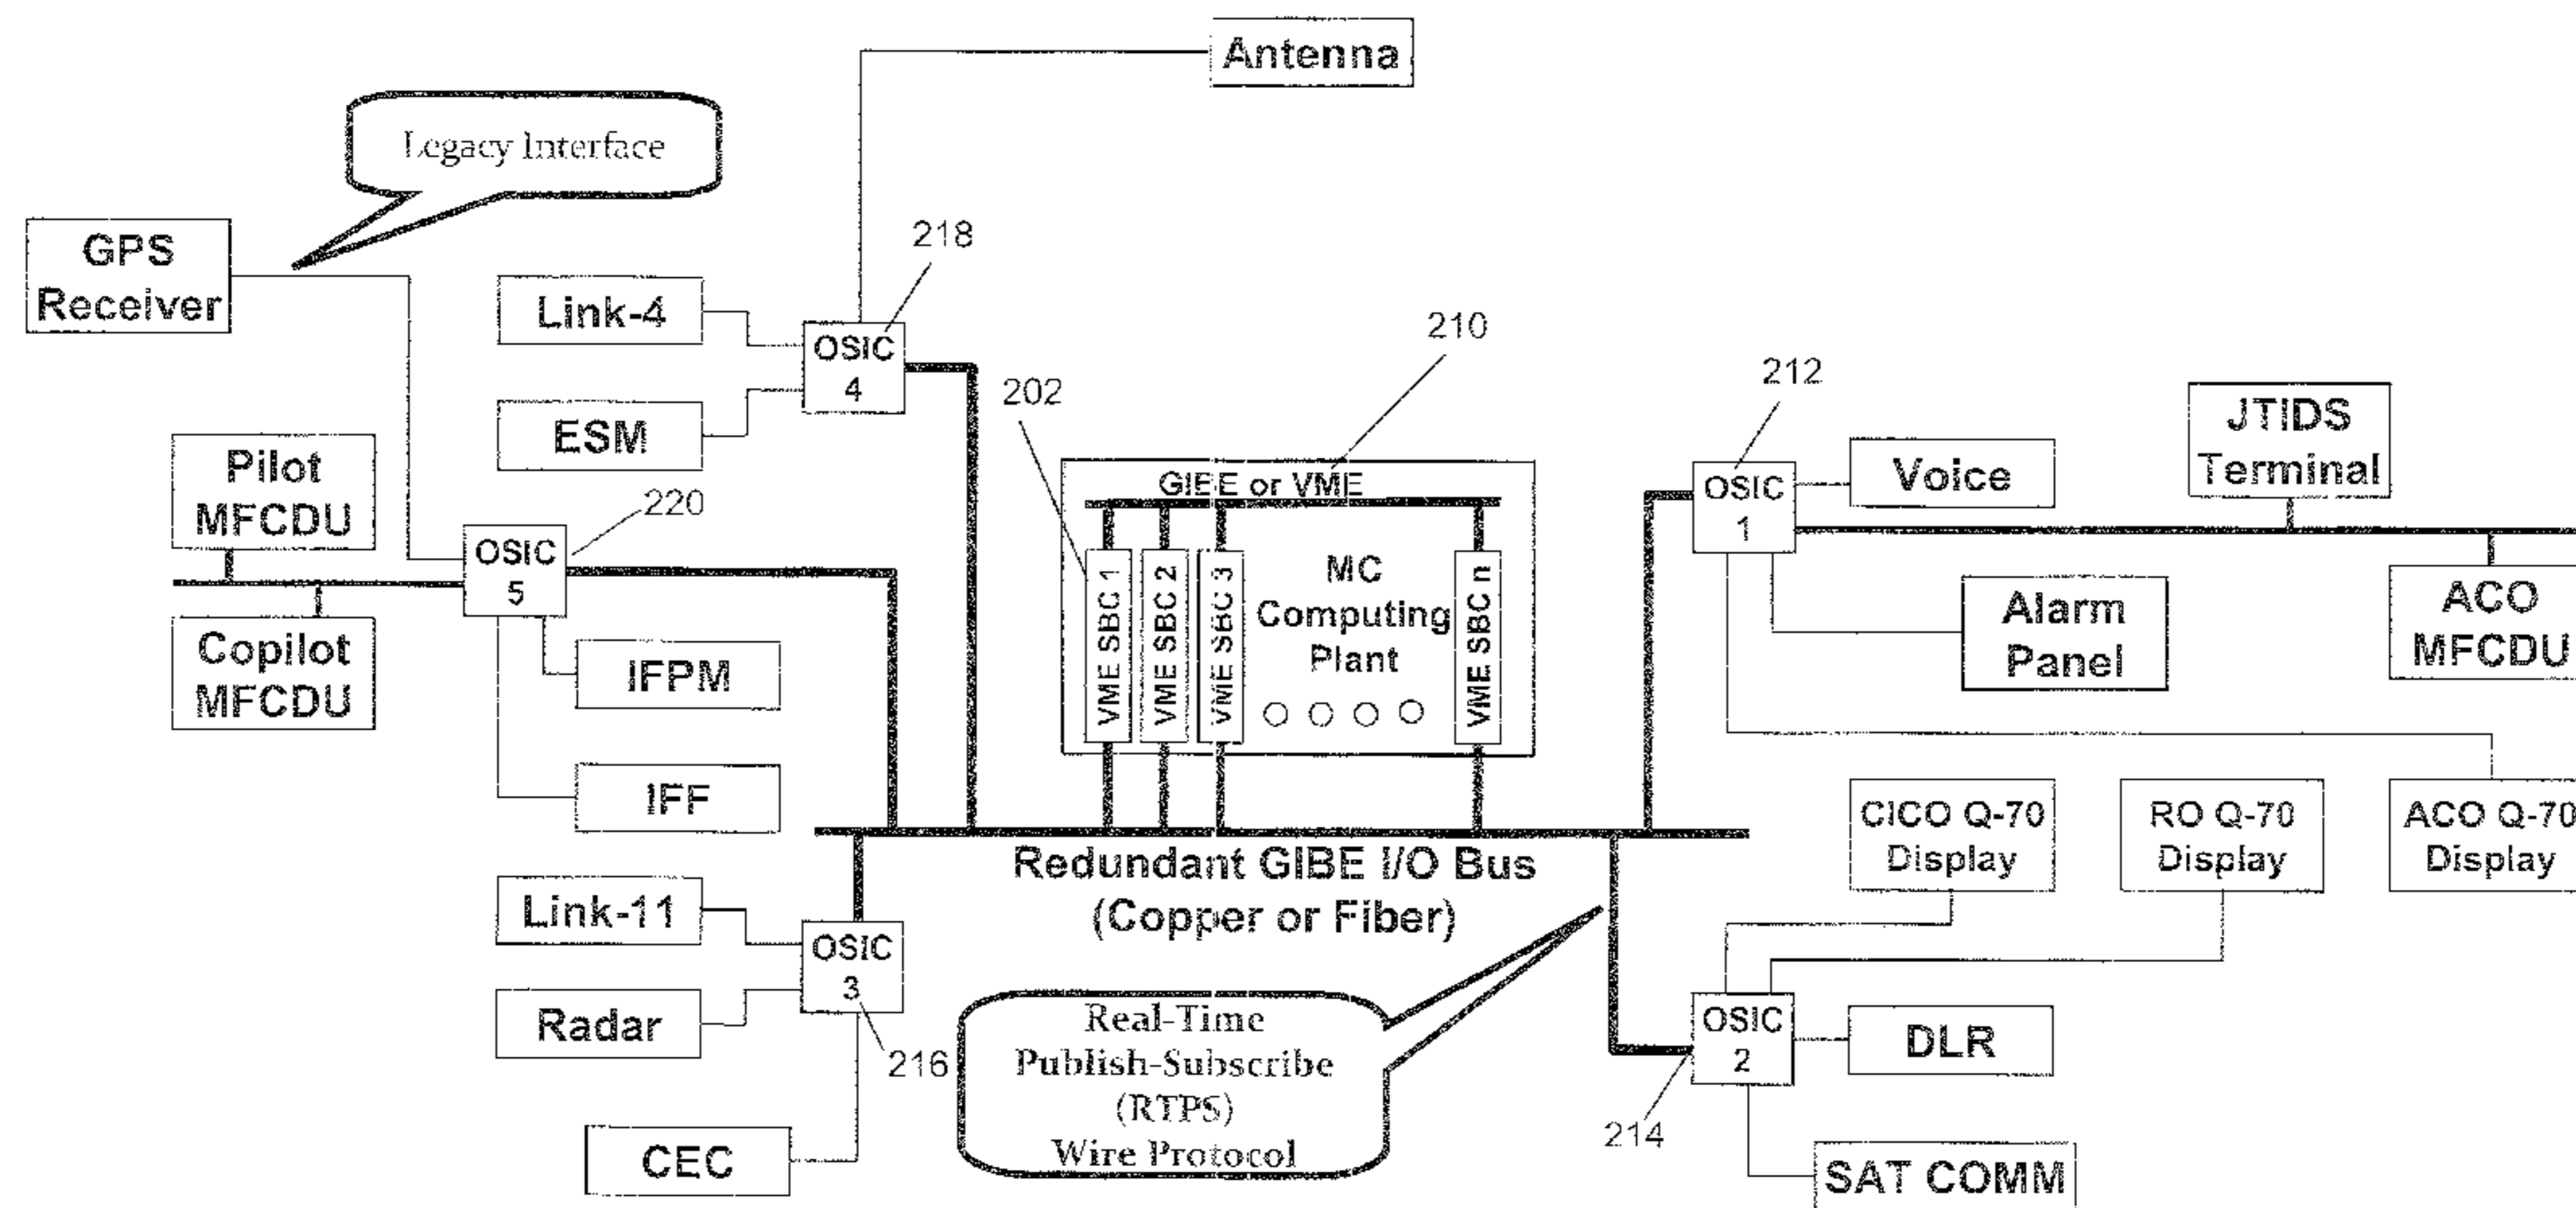 Antenna
Legacy Interface
GPS
Receiver
218
Link-4
OSIC
4
ESM
210
202
212
JTIDS
Terminal
Pilot
MFCDU
220
GIBE or VME
OSIC
1
Voice
OSIC
5
Copilot
MFCDU
VME SBC 1
VME SBC 2
VME SBC 3
MC
Computing
Plant
VME SBC n
Alarm
Panel
ACO
MFCDU
IFPM
IFF
CICO Q-70
Display
RO Q-70
Display
ACO Q-70
Display
Redundant GIBE I/O Bus
(Copper or Fiber)
Link-11
OSIC
3
Radar
216
Real-Time
Publish-Subscribe
(RTPS)
Wire Protocol
OSIC
2
DLR
214
CEC
SAT COMM